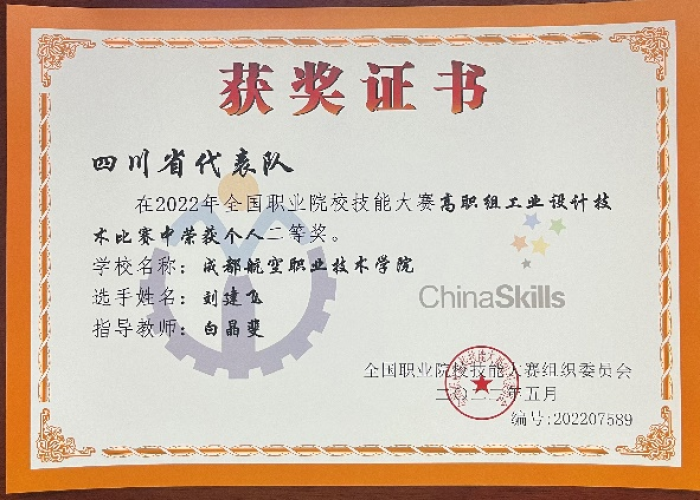 获奖证书
四川省代表队
在2022年全国职业院校技能大赛高职组工业设计技
术比赛中荣获个人二等奖。
学校名称：成都航空职业技术学院
选手姓名：刘建飞
指导教师：白晶斐
ChinaSkills
全国职业院校技能大赛组织委员会
二〇二二年五月
编号:202207589